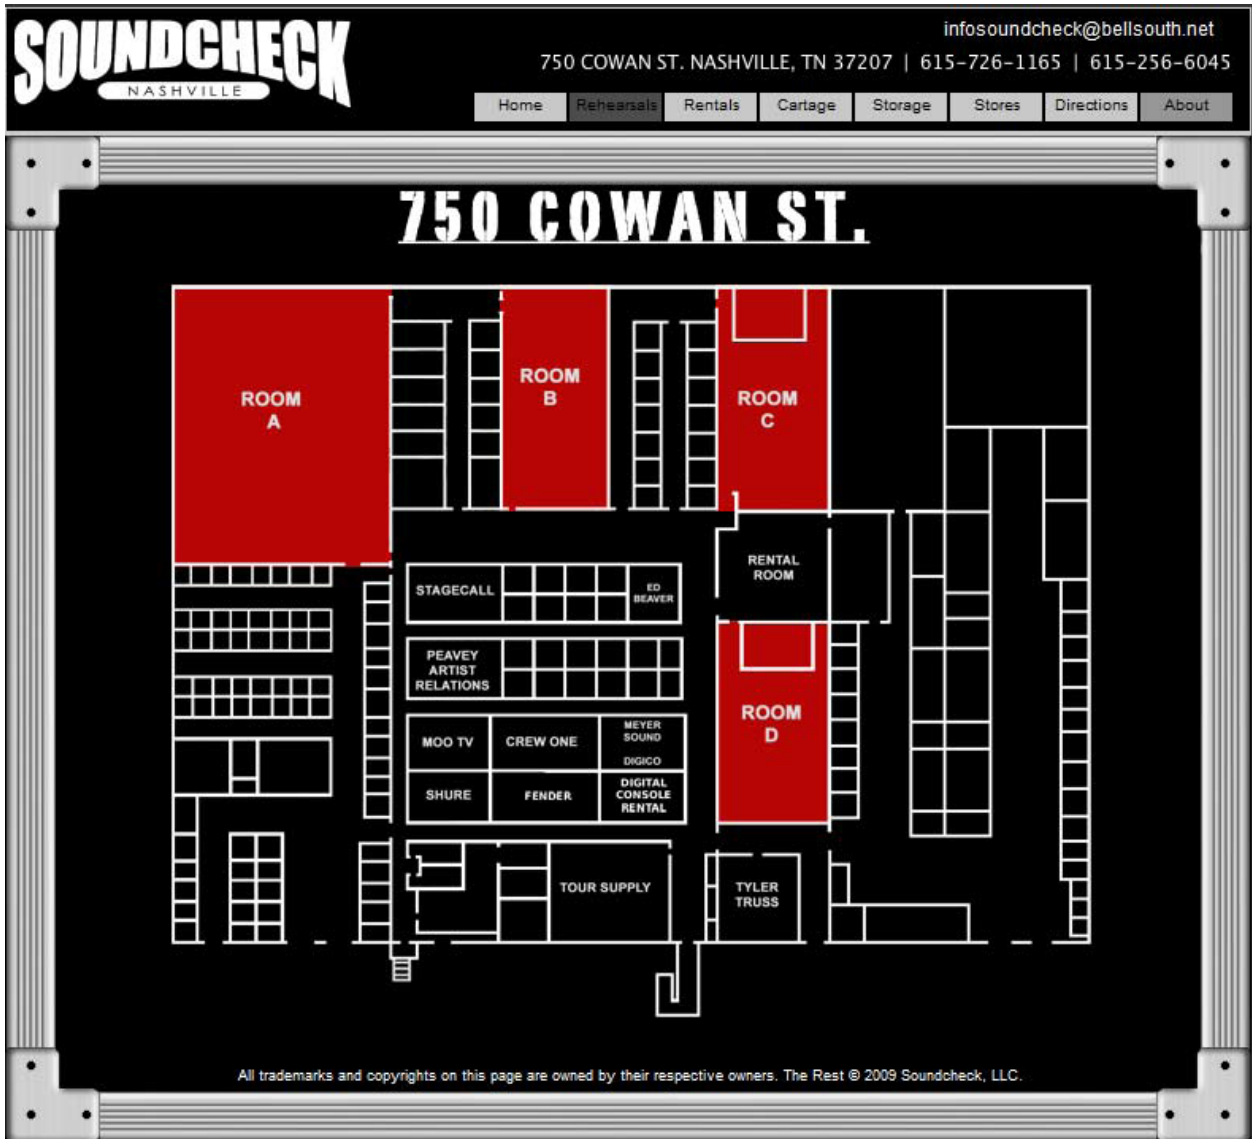 SOUNDCHECK
NASHVILLE
infosoundcheck@bellsouth.net
750 COWAN ST. NASHVILLE, TN 37207 | 615-726-1165 | 615-256-6045
Home Rehearsals Rentals Cartage Storage Stores Directions About
750 COWAN ST.
ROOM
A
ROOM
B
ROOM
C
RENTAL
ROOM
STAGECALL
ED
BEAVER
PEAVEY
ARTIST
RELATIONS
ROOM
D
MOO TV
CREW ONE
MEYER
SOUND
DIGICO
SHURE
FENDER
DIGITAL
CONSOLE
RENTAL
TOUR SUPPLY
TYLER
TRUSS
All trademarks and copyrights on this page are owned by their respective owners. The Rest © 2009 Soundcheck, LLC.